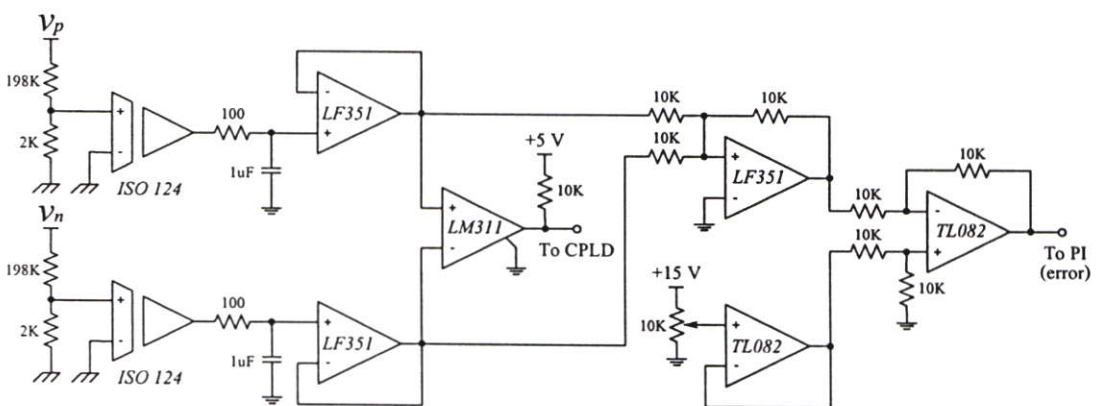 vp
198K
2K
+
-
ISO 124
100
1uF
-
+
LF351
10K
10K
10K
+
-
LF351
+5 V
10K
+
-
LM311
To CPLD
vn
198K
2K
+
-
ISO 124
100
1uF
+
-
LF351
+15 V
10K
+
-
TL082
10K
10K
10K
10K
-
+
TL082
To PI
(error)